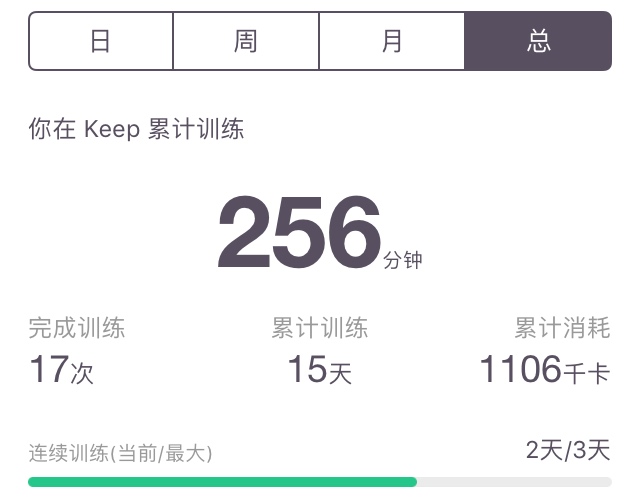 日 周 月 总
你在 Keep 累计训练
256分钟
完成训练 累计训练 累计消耗
17次 15天 1106千卡
连续训练(当前/最大) 2天/3天